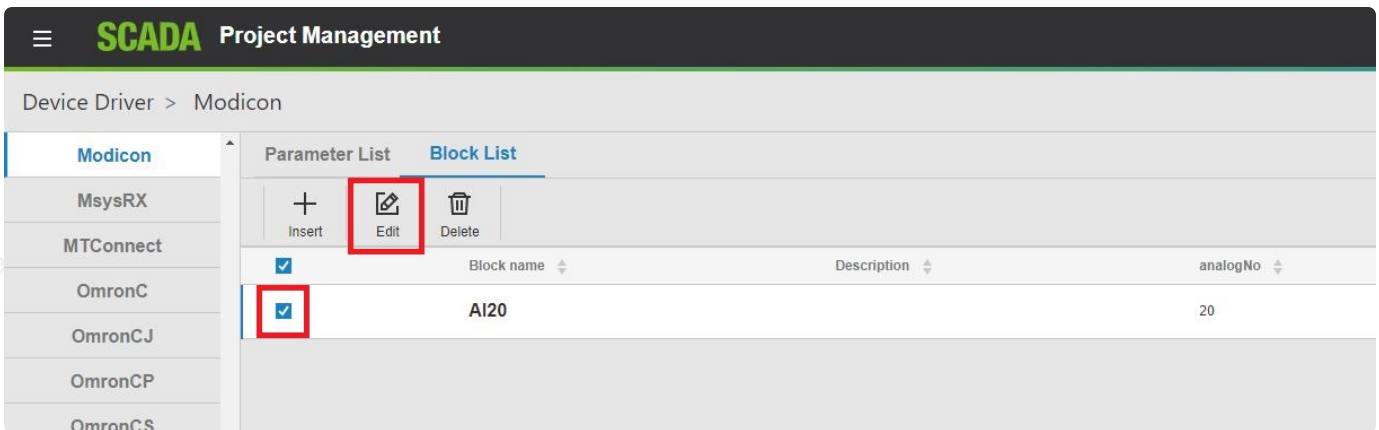 SCADA Project Management
Device Driver > Modicon
Modicon
MsysRX
MTConnect
OmronC
OmronCJ
OmronCP
OmronCS
Parameter List Block List
Insert Edit Delete
Block name Description analogNo
AI20 20